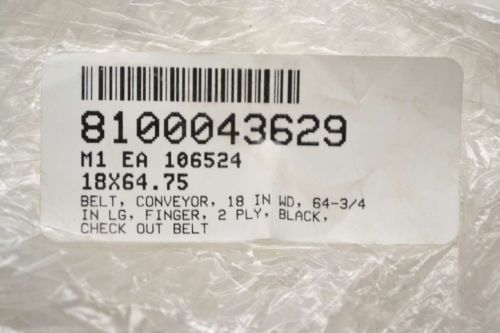 8100043629
M1 EA 106524
18X64.75
BELT, CONVEYOR, 18 IN WD, 64-3/4
IN LG, FINGER, 2 PLY, BLACK,
CHECK OUT BELT